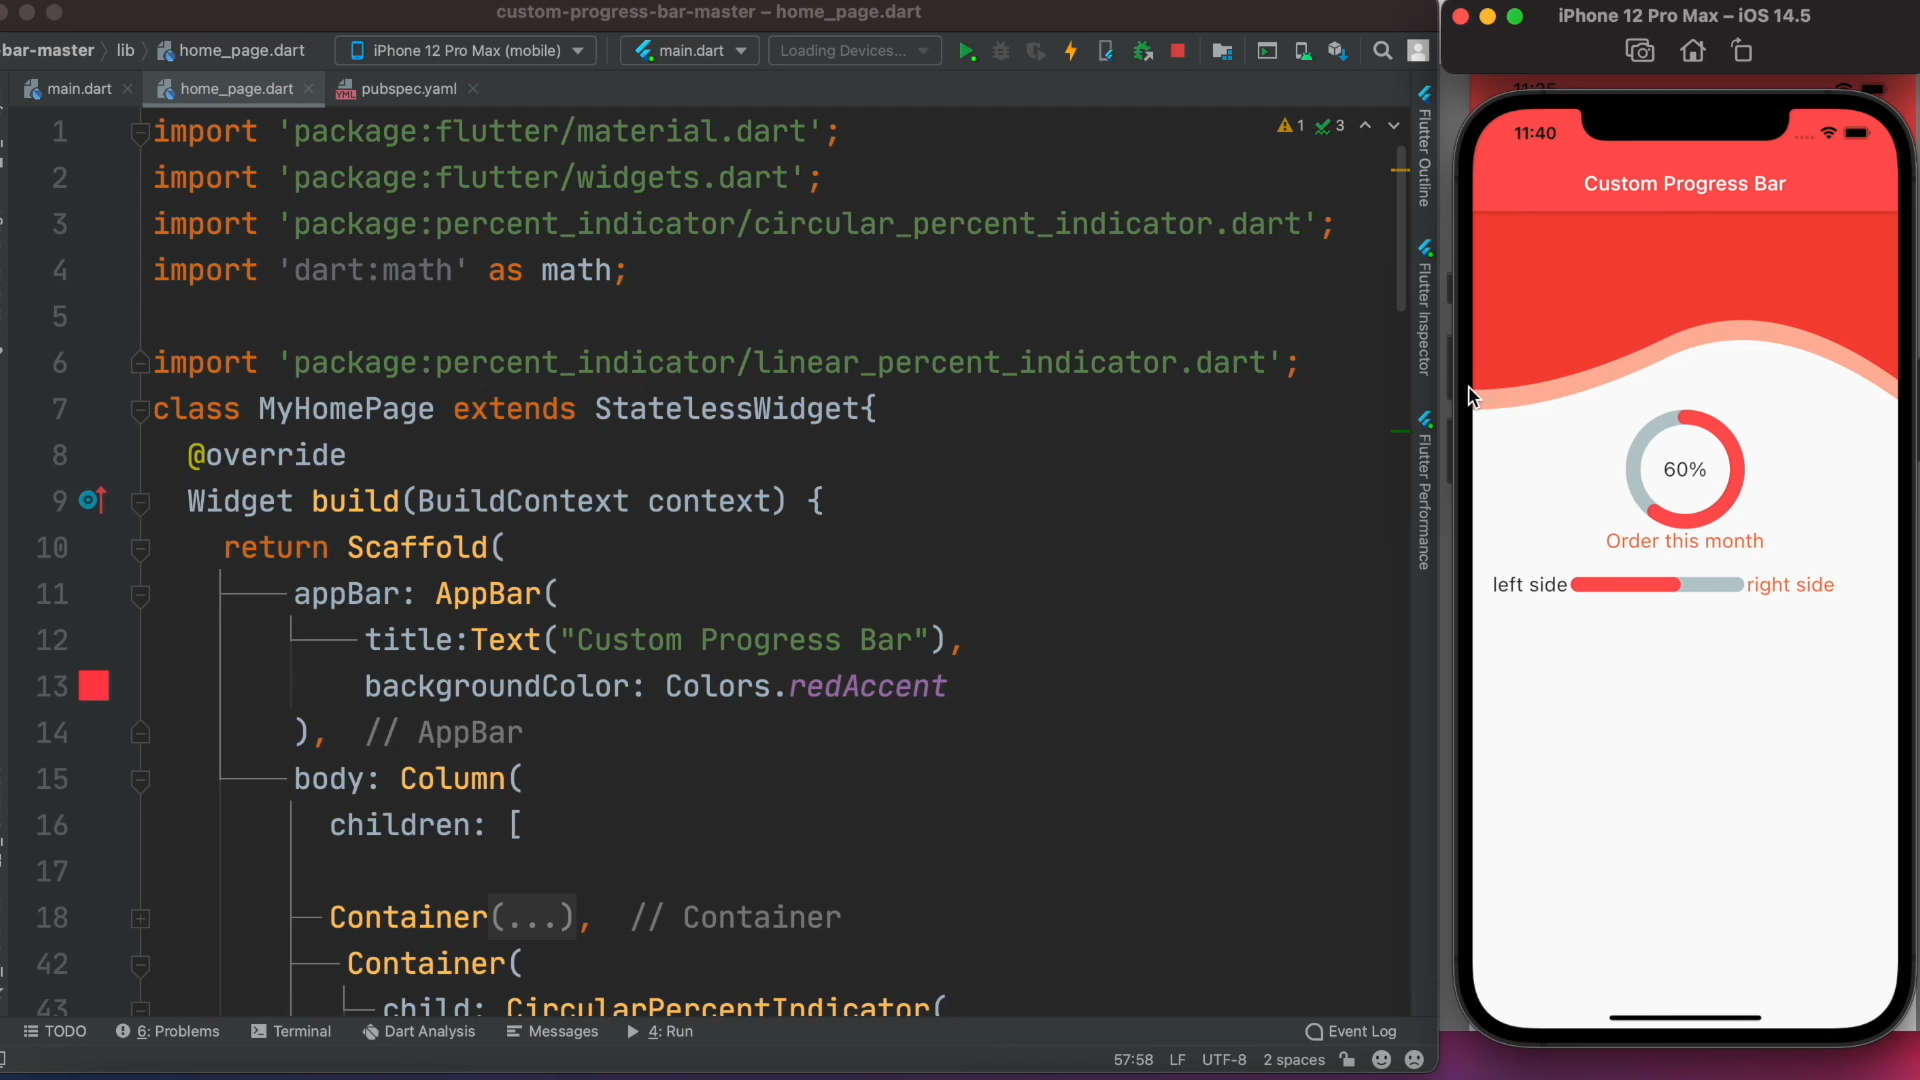 custom-progress-bar-master – home_page.dart
-bar-master
lib
home_page.dart
iPhone 12 Pro Max (mobile)
main.dart
Loading Devices...
main.dart
home_page.dart
YML
pubspec.yaml
1
3
1 import 'package:flutter/material.dart';
2 import 'package:flutter/widgets.dart';
3 import 'package:percent_indicator/circular_percent_indicator.dart';
4 import 'dart:math' as math;
5
6 import 'package:percent_indicator/linear_percent_indicator.dart';
7 class MyHomePage extends StatelessWidget{
8 @override
9 Widget build(BuildContext context) {
10 return Scaffold(
11 appBar: AppBar(
12 title:Text("Custom Progress Bar"),
13 backgroundColor: Colors.redAccent
14 ), // AppBar
15 body: Column(
16 children: [
17
18 Container(...), // Container
42 Container(
43 child: CircularPercentIndicator(
Flutter Outline
Flutter Inspector
Flutter Performance
TODO
6: Problems
Terminal
Dart Analysis
Messages
4: Run
Event Log
57:58
LF
UTF-8
2 spaces
iPhone 12 Pro Max – iOS 14.5
11:40
Custom Progress Bar
60%
Order this month
left side
right side